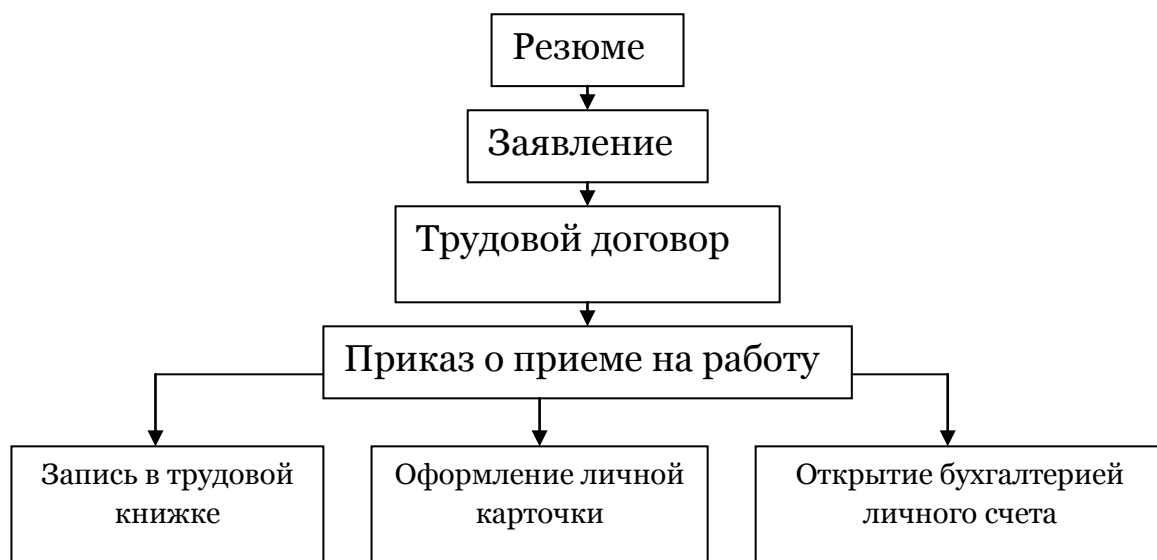 Резюме
Заявление
Трудовой договор
Приказ о приеме на работу
Запись в трудовой
книжке
Оформление личной
карточки
Открытие бухгалтерией
личного счета